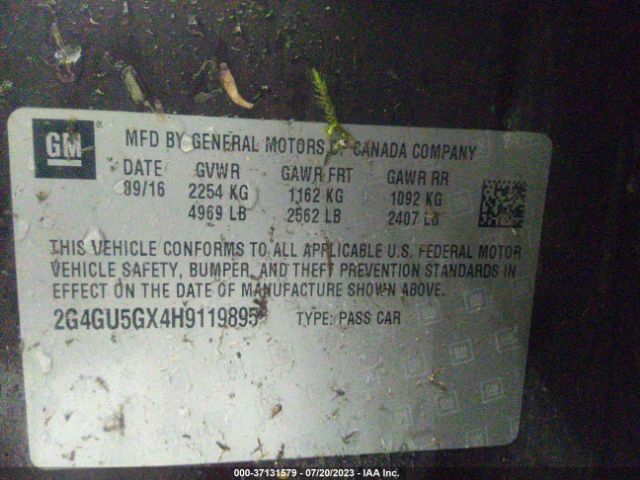 GM
MFD BY GENERAL MOTORS OF CANADA COMPANY
DATE GVWR GAWR FRT GAWR RR
09/16 2254 KG 1162 KG 1092 KG
4969 LB 2562 LB 2407 LB
THIS VEHICLE CONFORMS TO ALL APPLICABLE U.S. FEDERAL MOTOR
VEHICLE SAFETY, BUMPER, AND THEFT PREVENTION STANDARDS IN
EFFECT ON THE DATE OF MANUFACTURE SHOWN ABOVE.
2G4GU5GX4H9119895 TYPE: PASS CAR
000-37131579 - 07/20/2023 - IAA Inc.